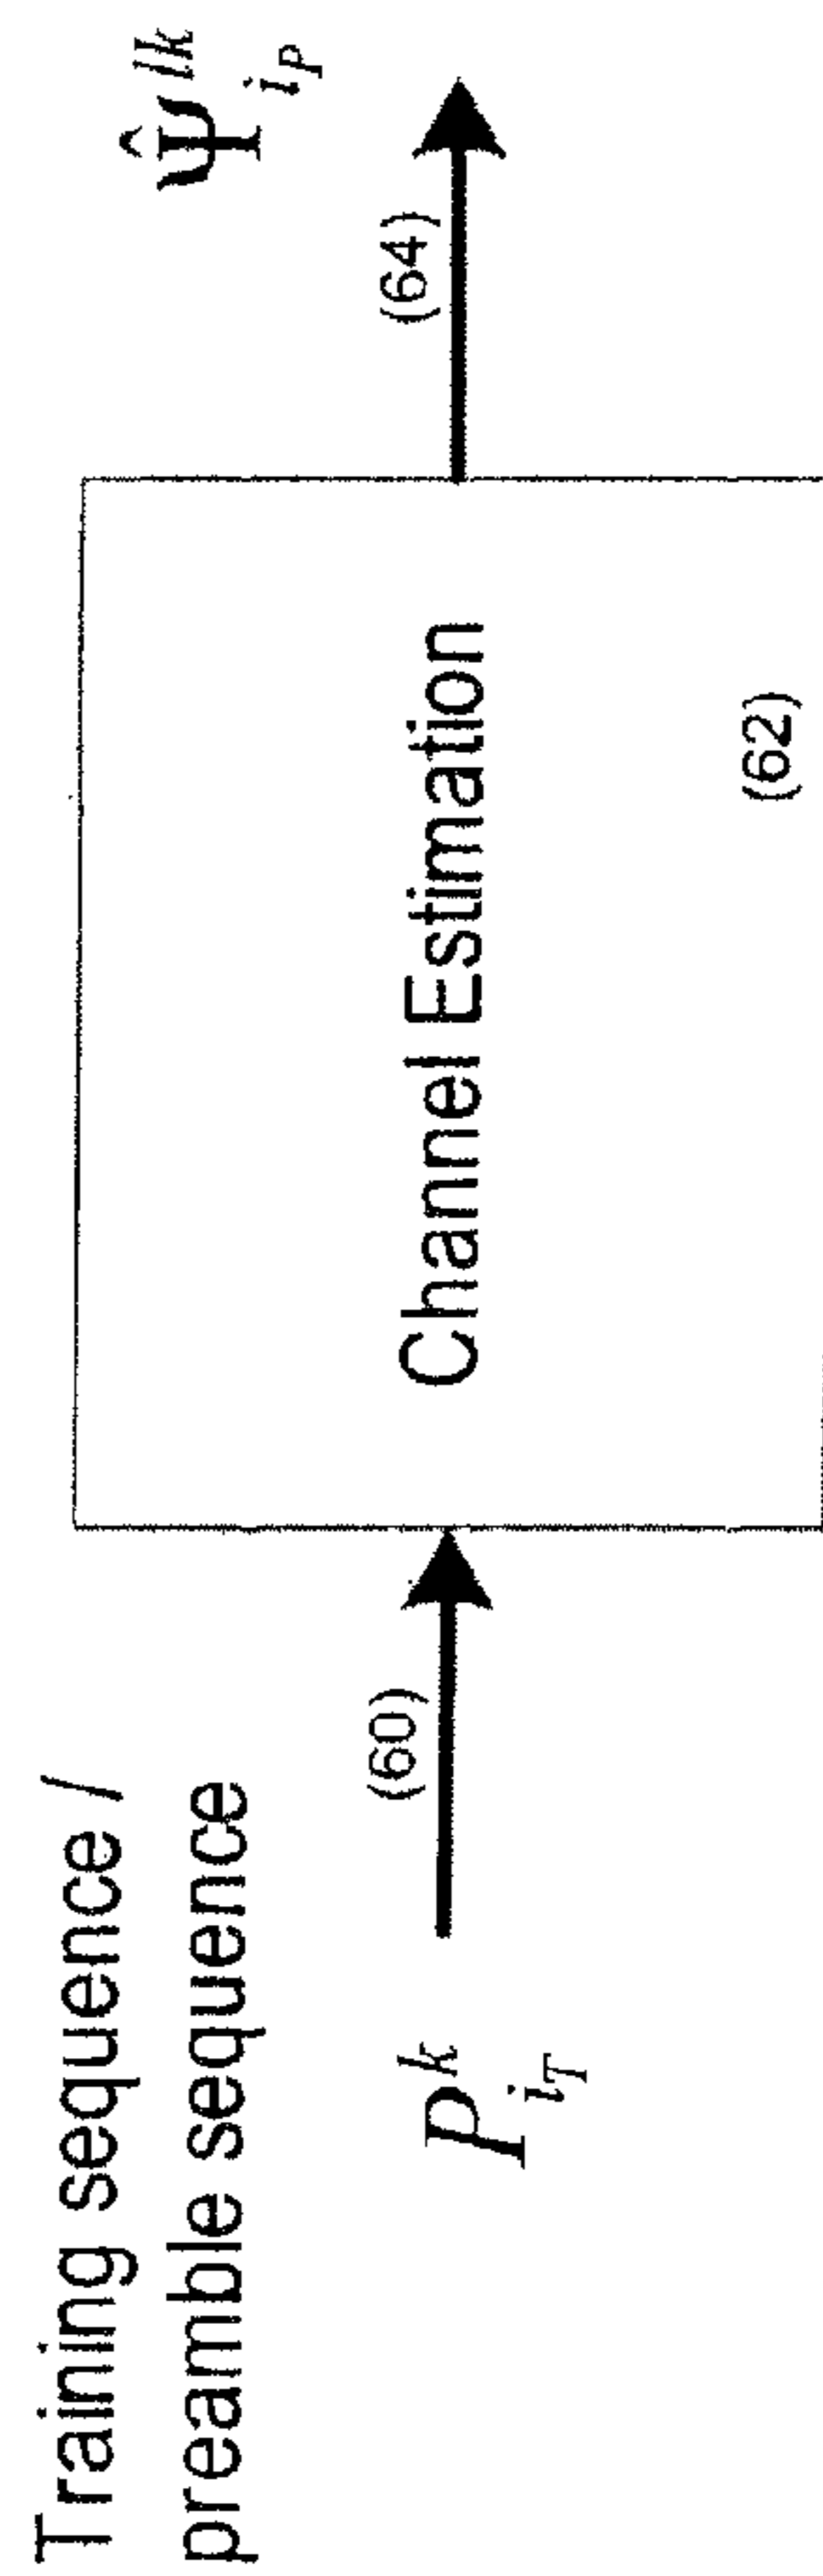 Training sequence /
preamble sequence
P^k_{i_T}
(60)
Channel Estimation
(62)
(64)
Ψ̂^{lk}_{i_P}